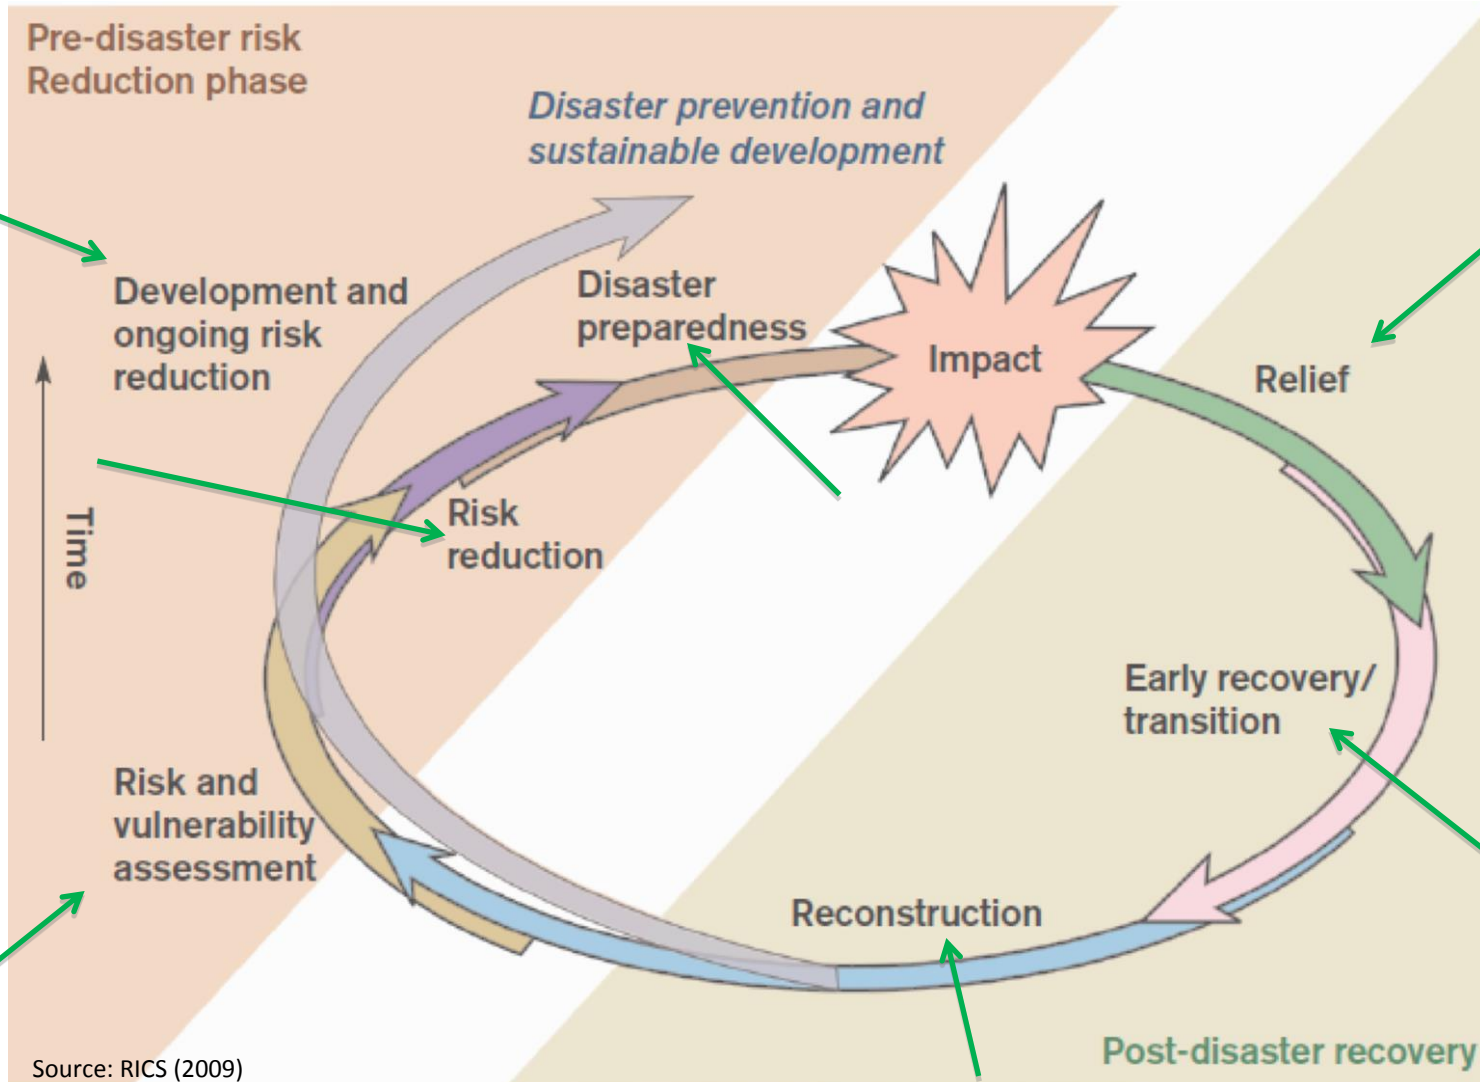 Pre-disaster risk
Reduction phase
Disaster prevention and
sustainable development
Development and
ongoing risk
reduction
Disaster
preparedness
Impact
Relief
Time
Risk
reduction
Early recovery/
transition
Risk and
vulnerability
assessment
Reconstruction
Post-disaster recovery
Source: RICS (2009)